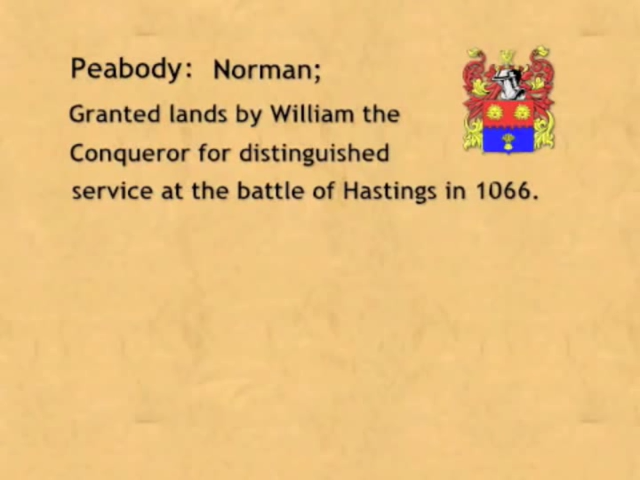 Peabody: Norman;
Granted lands by William the
Conqueror for distinguished
service at the battle of Hastings in 1066.